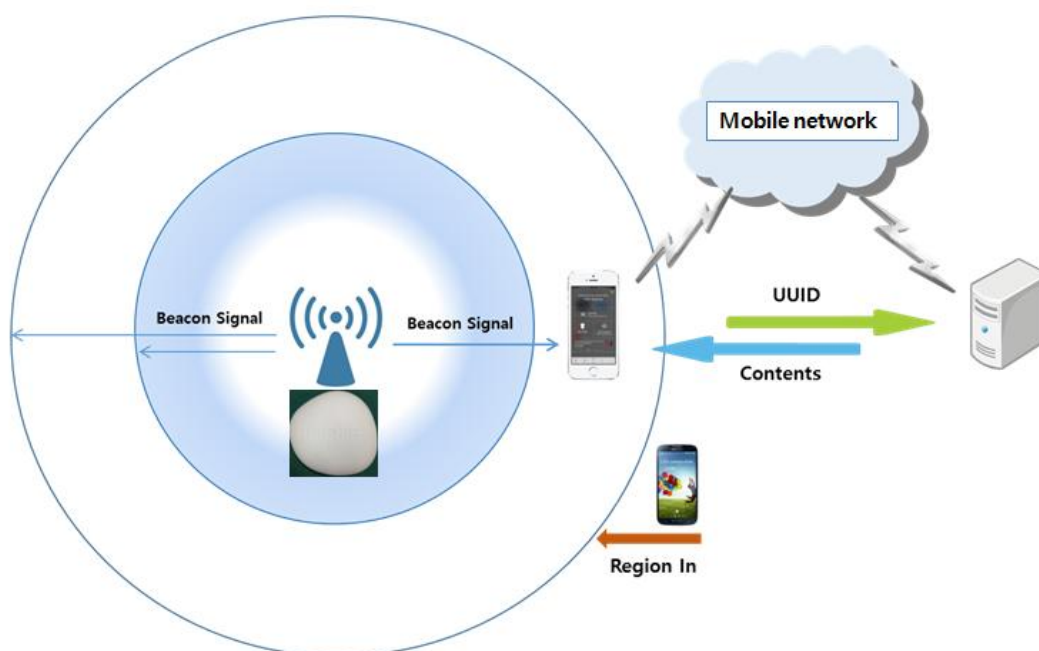 Mobile network
Beacon Signal
Beacon Signal
UUID
Contents
Region In